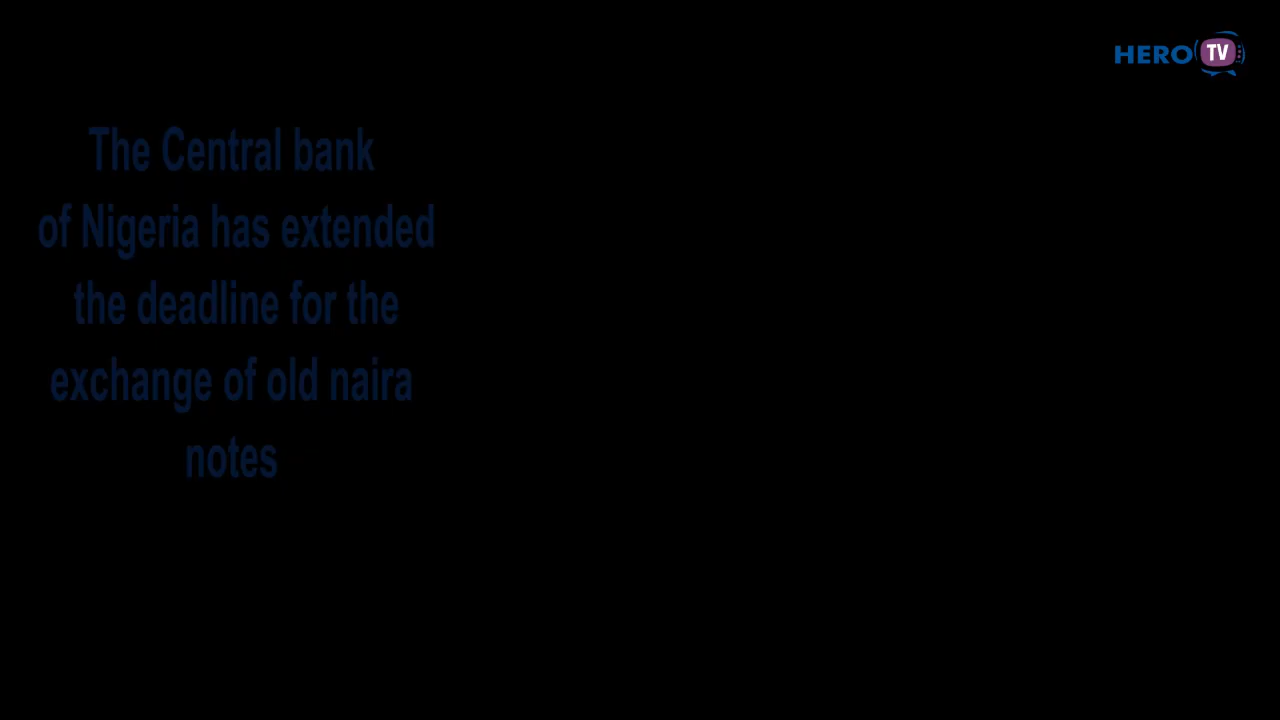 HERO TV
The Central bank
of Nigeria has extended
the deadline for the
exchange of old naira
notes